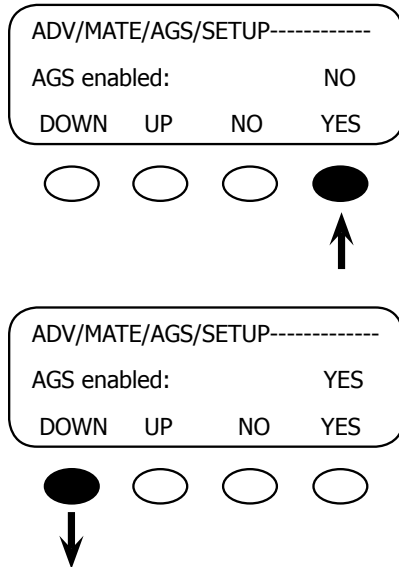 ADV/MATE/AGS/SETUP------------
AGS enabled: NO
DOWN UP NO YES
ADV/MATE/AGS/SETUP-------------
AGS enabled: YES
DOWN UP NO YES